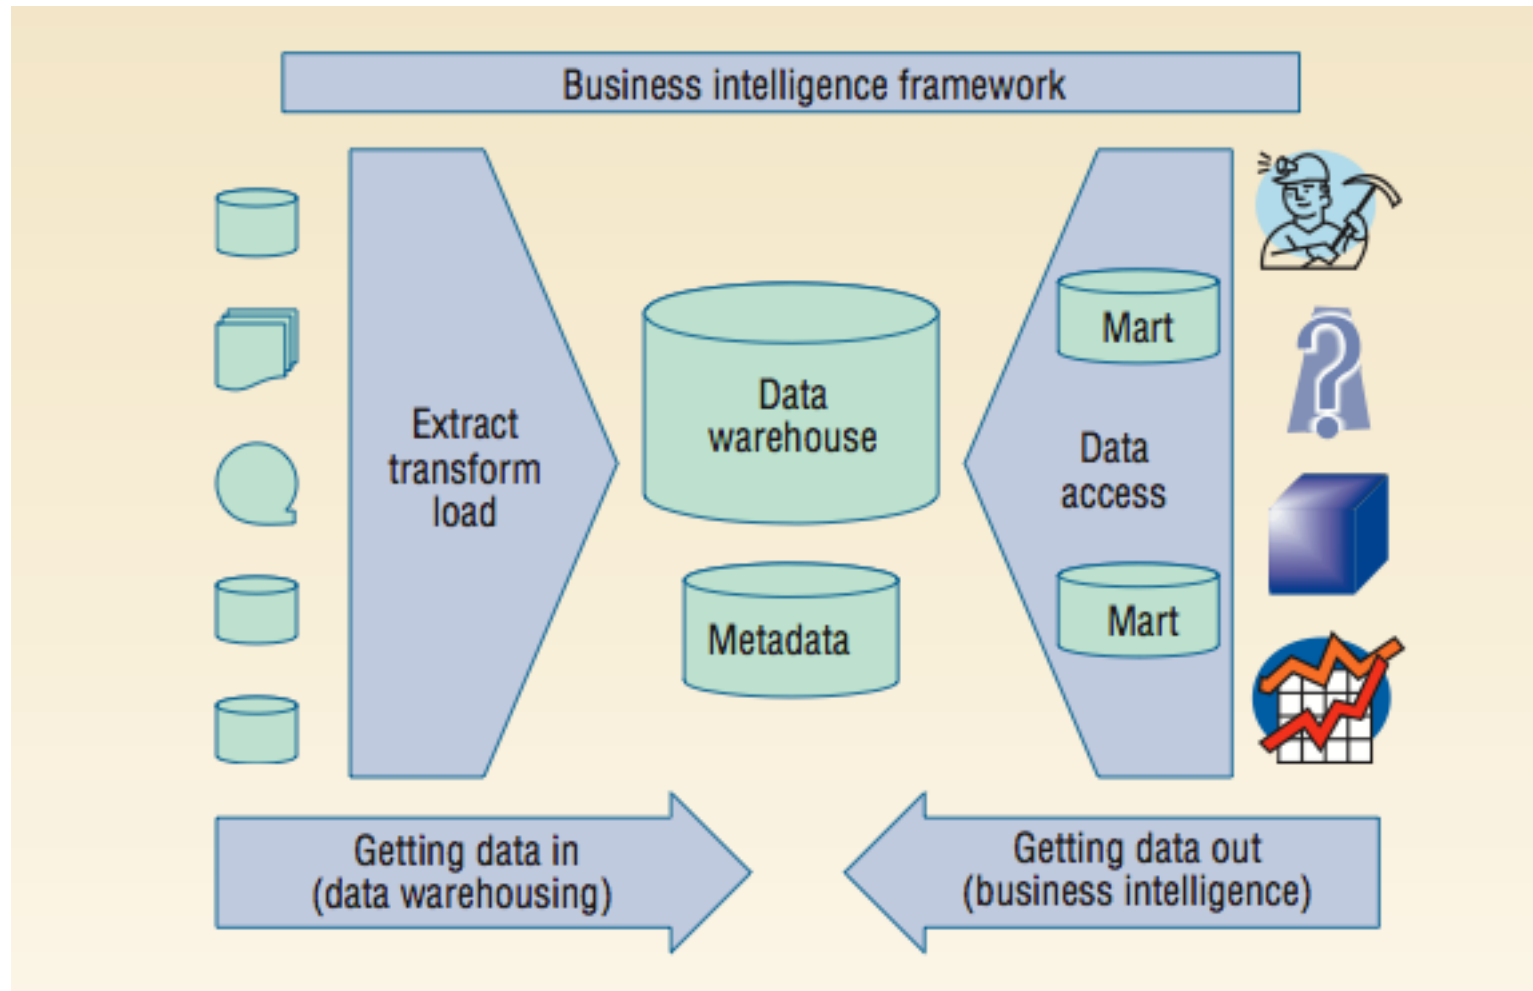 Business intelligence framework
Extract
transform
load
Data
warehouse
Metadata
Mart
Data
access
Mart
Getting data in
(data warehousing)
Getting data out
(business intelligence)